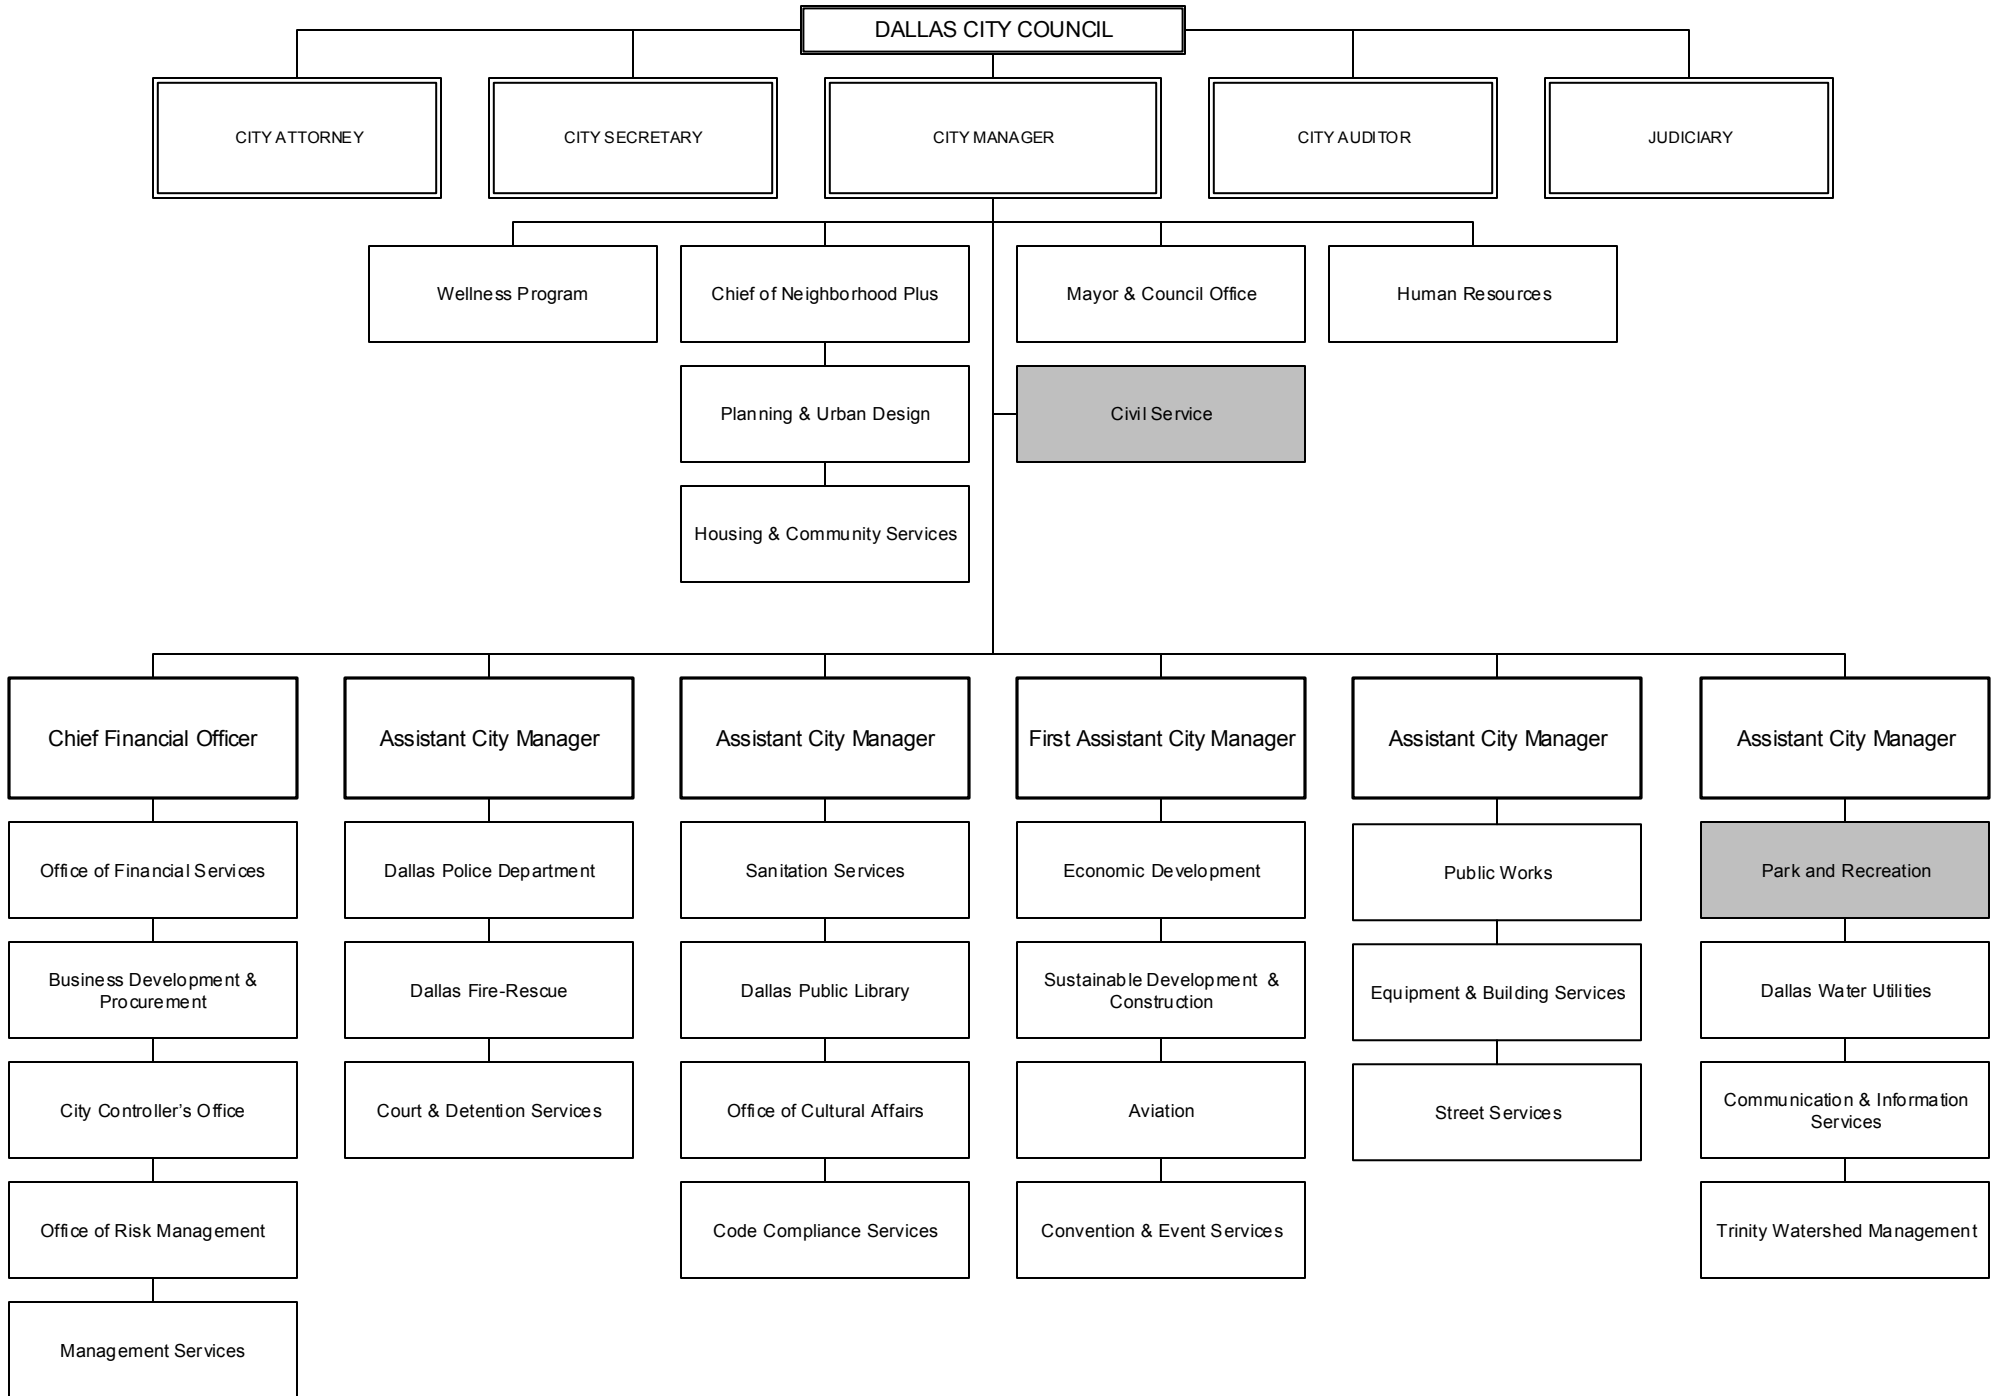 DALLAS CITY COUNCIL
CITY ATTORNEY
CITY SECRETARY
CITY MANAGER
CITY AUDITOR
JUDICIARY
Wellness Program
Chief of Neighborhood Plus
Mayor & Council Office
Human Resources
Planning & Urban Design
Civil Service
Housing & Community Services
Chief Financial Officer
Assistant City Manager
Assistant City Manager
First Assistant City Manager
Assistant City Manager
Assistant City Manager
Office of Financial Services
Dallas Police Department
Sanitation Services
Economic Development
Public Works
Park and Recreation
Business Development &
Procurement
Dallas Fire-Rescue
Dallas Public Library
Sustainable Development &
Construction
Equipment & Building Services
Dallas Water Utilities
City Controller’s Office
Court & Detention Services
Office of Cultural Affairs
Aviation
Street Services
Communication & Information
Services
Office of Risk Management
Code Compliance Services
Convention & Event Services
Trinity Watershed Management
Management Services